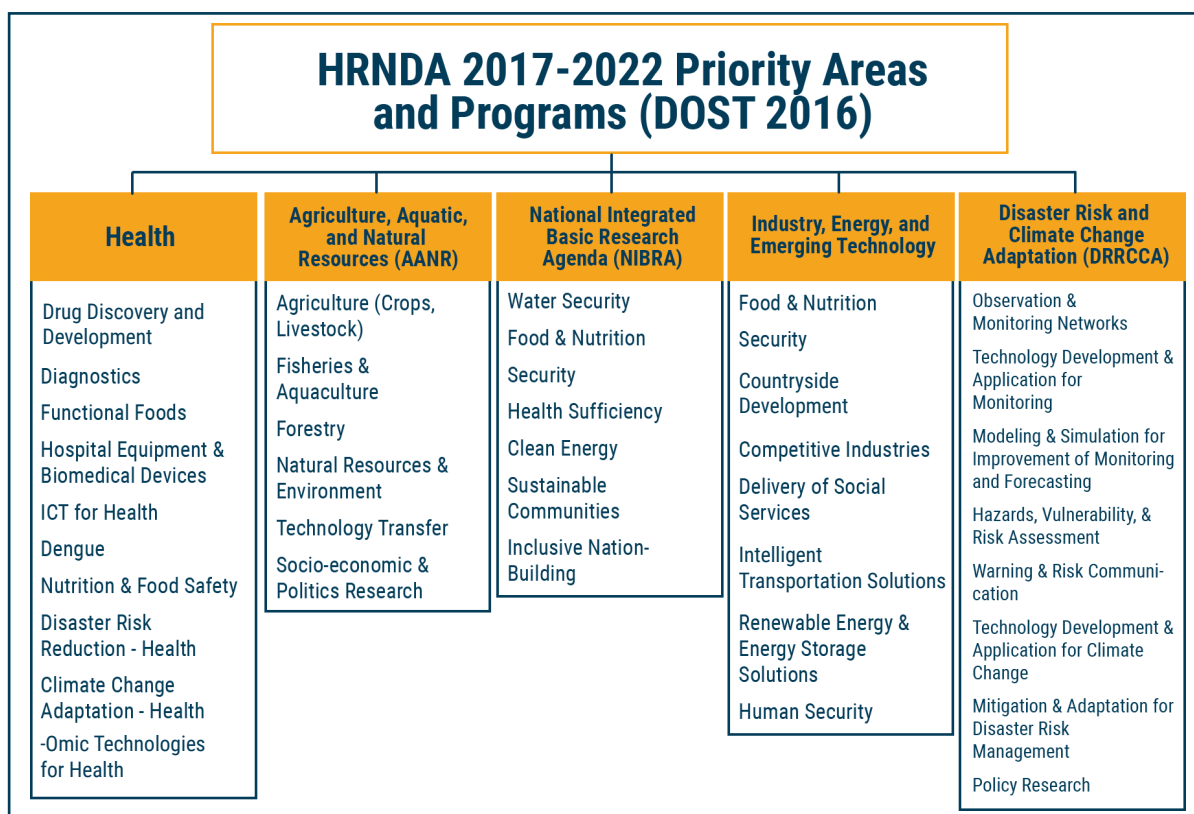 HRNDA 2017-2022 Priority Areas
and Programs (DOST 2016)
Health
Drug Discovery and
Development
Diagnostics
Functional Foods
Hospital Equipment &
Biomedical Devices
ICT for Health
Dengue
Nutrition & Food Safety
Disaster Risk
Reduction - Health
Climate Change
Adaptation - Health
-Omic Technologies
for Health
Agriculture, Aquatic,
and Natural
Resources (AANR)
Agriculture (Crops,
Livestock)
Fisheries &
Aquaculture
Forestry
Natural Resources &
Environment
Technology Transfer
Socio-economic &
Politics Research
National Integrated
Basic Research
Agenda (NIBRA)
Water Security
Food & Nutrition
Security
Health Sufficiency
Clean Energy
Sustainable
Communities
Inclusive Nation-
Building
Industry, Energy, and
Emerging Technology
Food & Nutrition
Security
Countryside
Development
Competitive Industries
Delivery of Social
Services
Intelligent
Transportation Solutions
Renewable Energy &
Energy Storage
Solutions
Human Security
Disaster Risk and
Climate Change
Adaptation (DRRCCA)
Observation &
Monitoring Networks
Technology Development &
Application for
Monitoring
Modeling & Simulation for
Improvement of Monitoring
and Forecasting
Hazards, Vulnerability, &
Risk Assessment
Warning & Risk Communi-
cation
Technology Development &
Application for Climate
Change
Mitigation & Adaptation for
Disaster Risk
Management
Policy Research